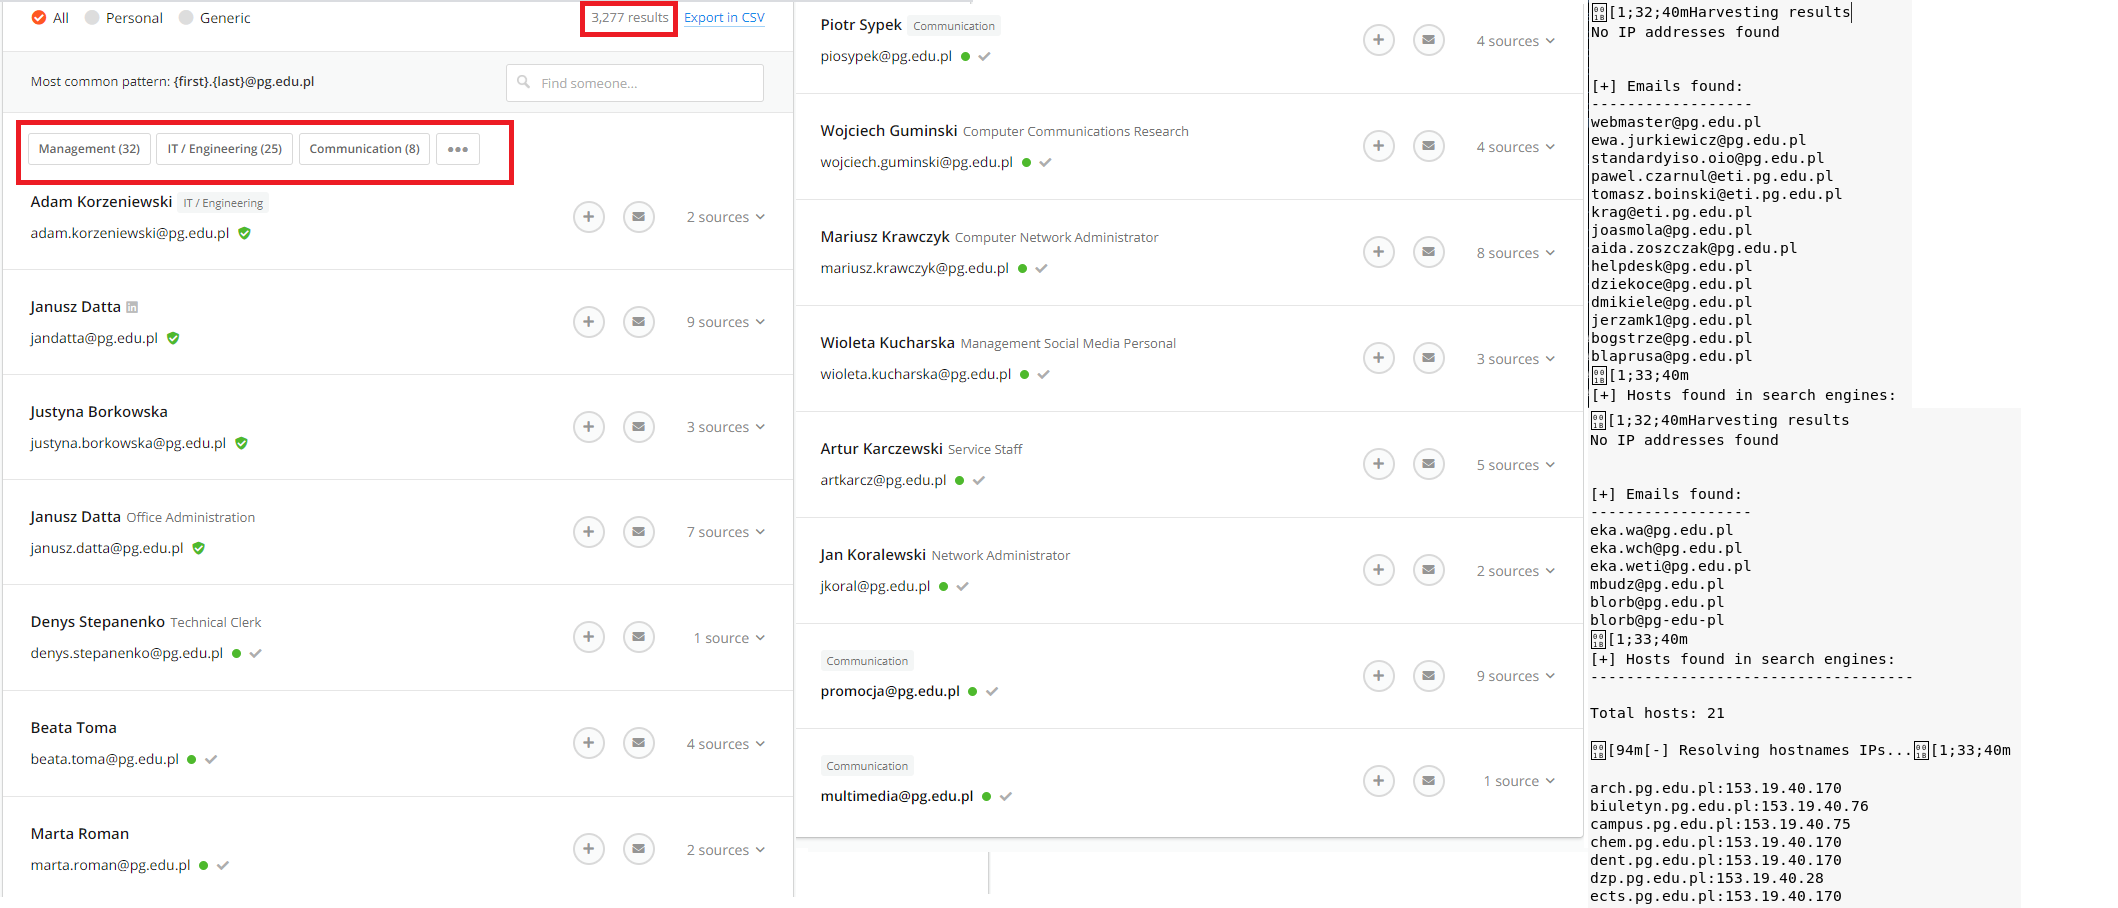 All Personal Generic 3,277 results Export in CSV
Most common pattern: {first}.{last}@pg.edu.pl Find someone...
Management (32) IT / Engineering (25) Communication (8) •••
Adam Korzeniewski IT / Engineering
adam.korzeniewski@pg.edu.pl 2 sources
Janusz Datta in
jandatta@pg.edu.pl 9 sources
Justyna Borkowska
justyna.borkowska@pg.edu.pl 3 sources
Janusz Datta Office Administration
janusz.datta@pg.edu.pl 7 sources
Denys Stepanenko Technical Clerk
denys.stepanenko@pg.edu.pl 1 source
Beata Toma
beata.toma@pg.edu.pl 4 sources
Marta Roman
marta.roman@pg.edu.pl 2 sources
Piotr Sypek Communication
piosypek@pg.edu.pl 4 sources
Wojciech Guminski Computer Communications Research
wojciech.guminski@pg.edu.pl 4 sources
Mariusz Krawczyk Computer Network Administrator
mariusz.krawczyk@pg.edu.pl 8 sources
Wioleta Kucharska Management Social Media Personal
wioleta.kucharska@pg.edu.pl 3 sources
Artur Karczewski Service Staff
artkarcz@pg.edu.pl 5 sources
Jan Koralewski Network Administrator
jkoral@pg.edu.pl 2 sources
Communication
promocja@pg.edu.pl 9 sources
Communication
multimedia@pg.edu.pl 1 source
001B[1;32;40mHarvesting results
No IP addresses found
[+] Emails found:
------------------
webmaster@pg.edu.pl
ewa.jurkiewicz@pg.edu.pl
standardyiso.oio@pg.edu.pl
pawel.czarnul@eti.pg.edu.pl
tomasz.boinski@eti.pg.edu.pl
krag@eti.pg.edu.pl
joasmola@pg.edu.pl
aida.zoszczak@pg.edu.pl
helpdesk@pg.edu.pl
dziekoce@pg.edu.pl
dmikiele@pg.edu.pl
jerzamk1@pg.edu.pl
bogstrze@pg.edu.pl
blaprusa@pg.edu.pl
001B[1;33;40m
[+] Hosts found in search engines:
001B[1;32;40mHarvesting results
No IP addresses found
[+] Emails found:
------------------
eka.wa@pg.edu.pl
eka.wch@pg.edu.pl
eka.weti@pg.edu.pl
mbudz@pg.edu.pl
blorb@pg.edu.pl
blorb@pg-edu-pl
001B[1;33;40m
[+] Hosts found in search engines:
------------------------------------
Total hosts: 21
001B[94m[-] Resolving hostnames IPs...001B[1;33;40m
arch.pg.edu.pl:153.19.40.170
biuletyn.pg.edu.pl:153.19.40.76
campus.pg.edu.pl:153.19.40.75
chem.pg.edu.pl:153.19.40.170
dent.pg.edu.pl:153.19.40.170
dzp.pg.edu.pl:153.19.40.28
ects.pg.edu.pl:153.19.40.170